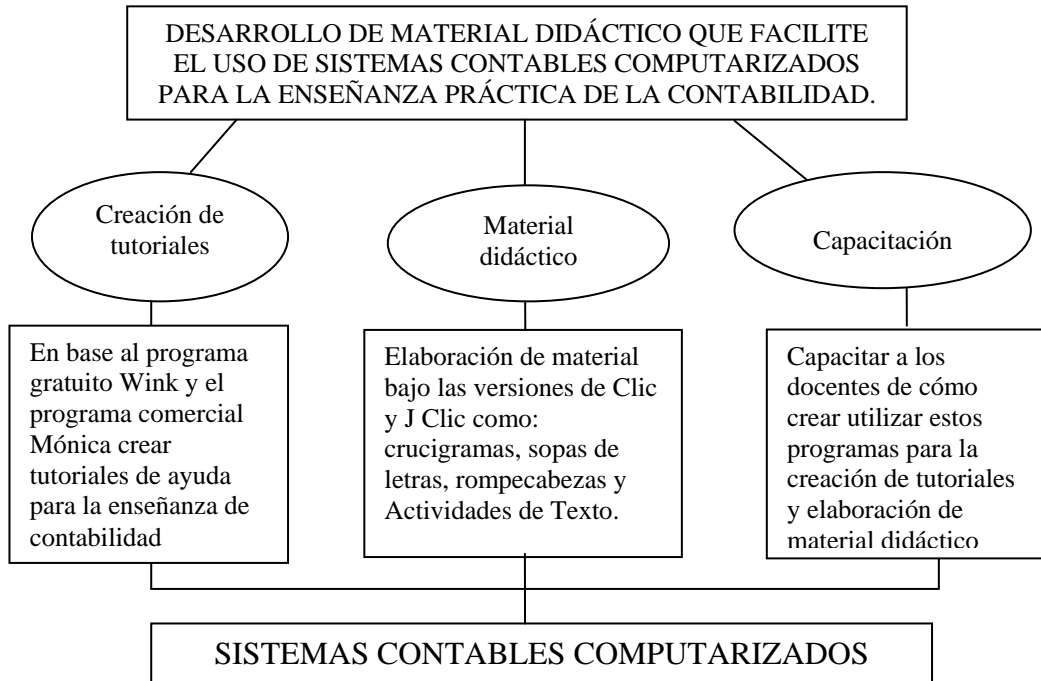 DESARROLLO DE MATERIAL DIDÁCTICO QUE FACILITE
EL USO DE SISTEMAS CONTABLES COMPUTARIZADOS
PARA LA ENSEÑANZA PRÁCTICA DE LA CONTABILIDAD.
Creación de
tutoriales
Material
didáctico
Capacitación
En base al programa
gratuito Wink y el
programa comercial
Mónica crear
tutoriales de ayuda
para la enseñanza de
contabilidad
Elaboración de material
bajo las versiones de Clic
y J Clic como:
crucigramas, sopas de
letras, rompecabezas y
Actividades de Texto.
Capacitar a los
docentes de cómo
crear utilizar estos
programas para la
creación de tutoriales
y elaboración de
material didáctico
SISTEMAS CONTABLES COMPUTARIZADOS